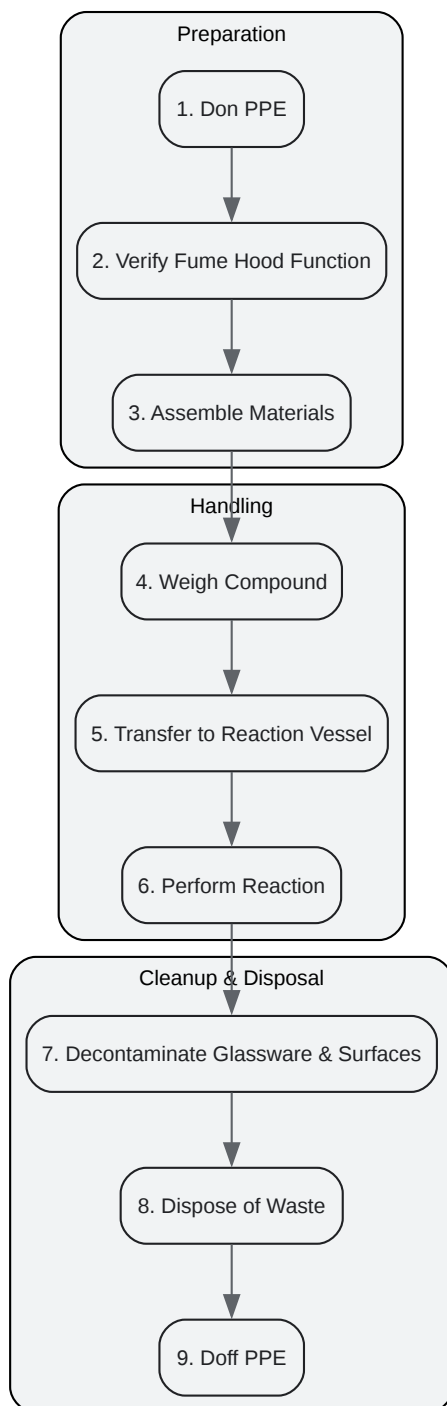 Preparation
1. Don PPE
2. Verify Fume Hood Function
3. Assemble Materials
Handling
4. Weigh Compound
5. Transfer to Reaction Vessel
6. Perform Reaction
Cleanup & Disposal
7. Decontaminate Glassware & Surfaces
8. Dispose of Waste
9. Doff PPE